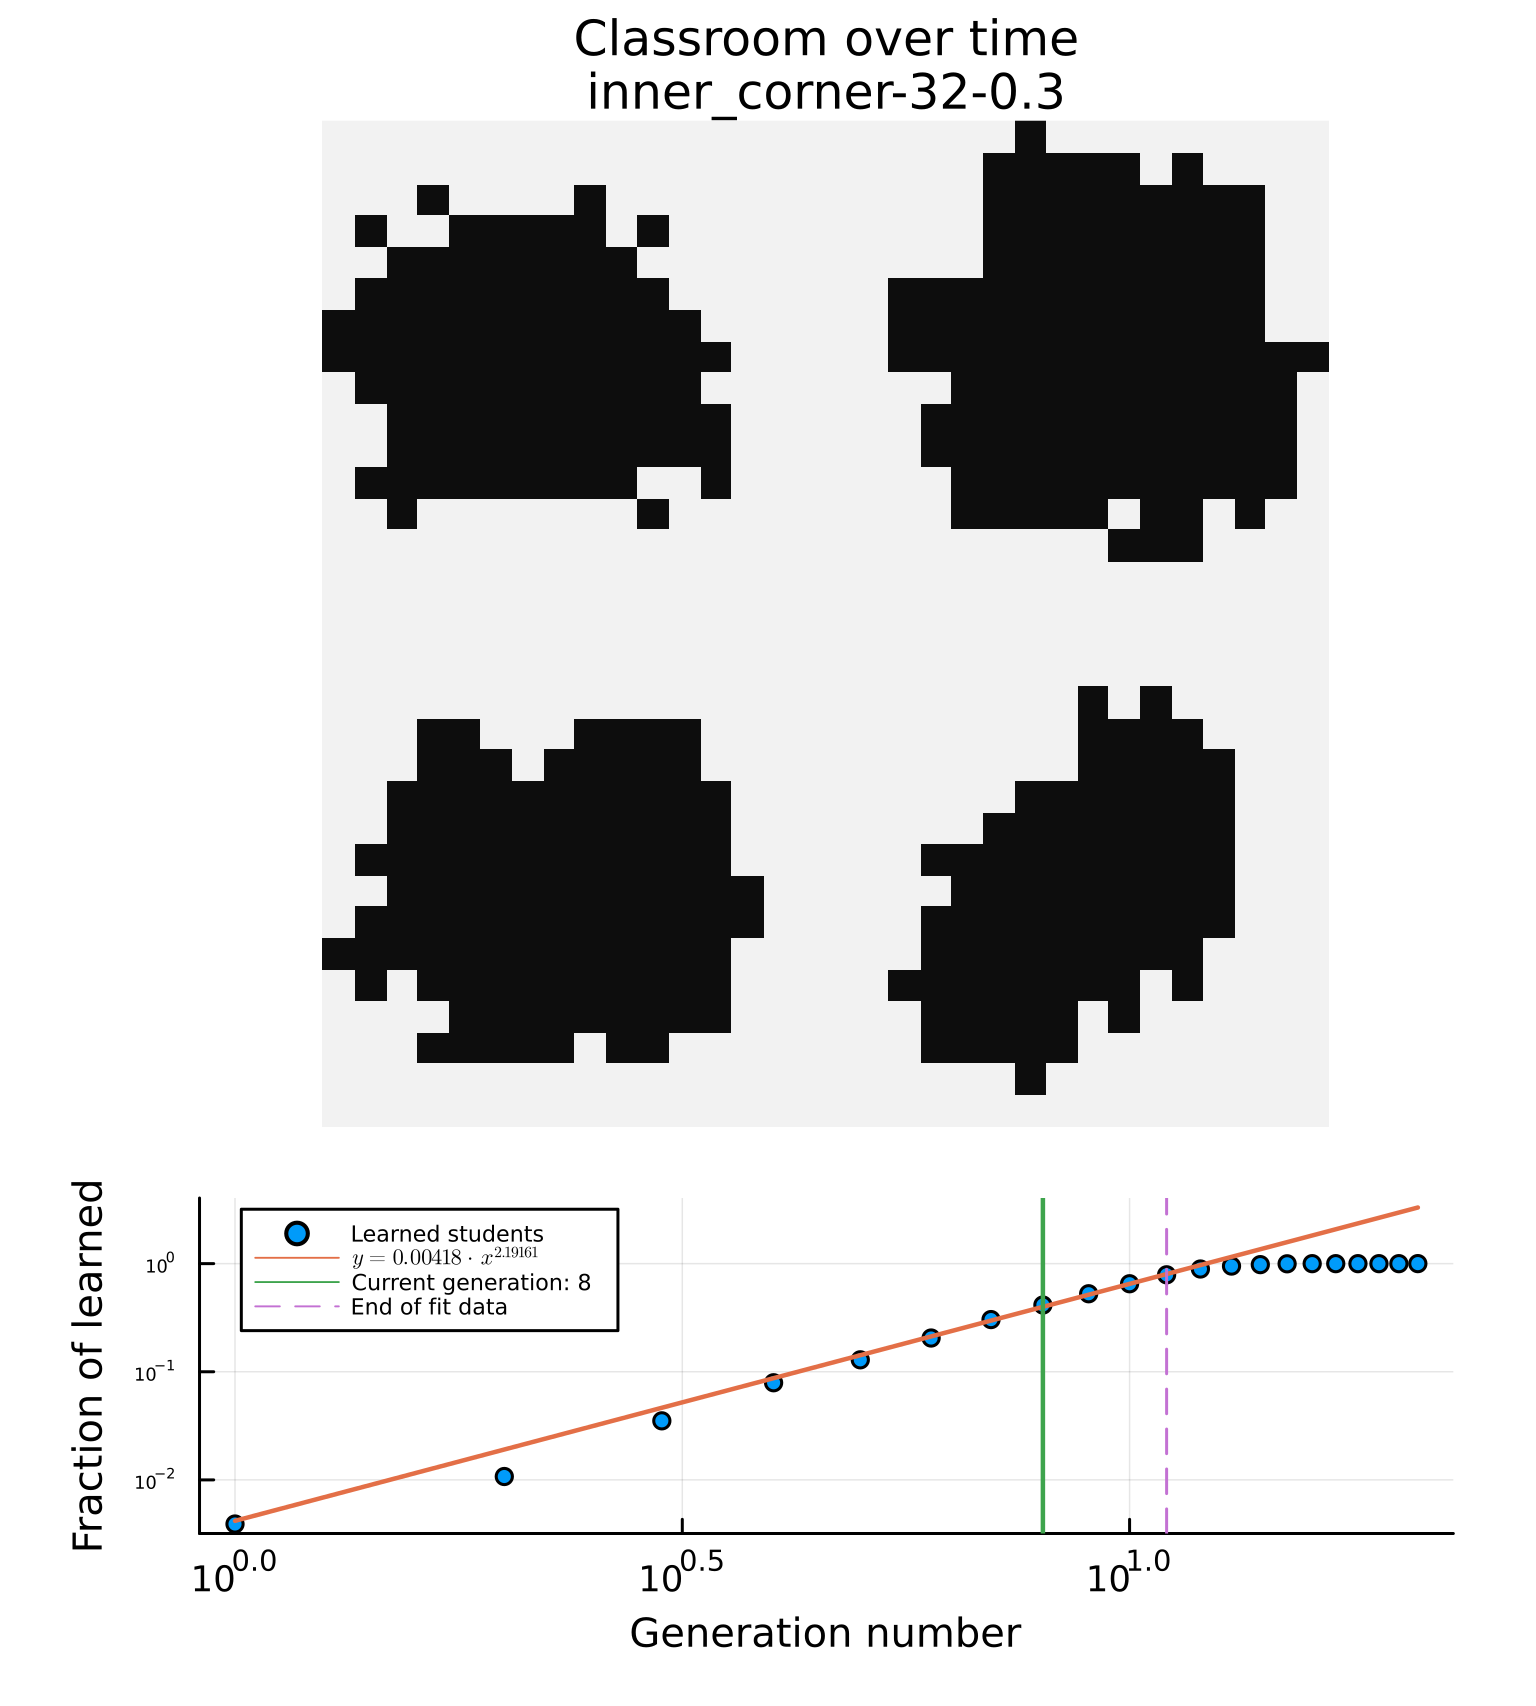 Classroom over time
inner_corner-32-0.3
Fraction of learned
Learned students
y = 0.00418 · x^2.19161
Current generation: 8
End of fit data
10^0
10^−1
10^−2
10^0.0
10^0.5
10^1.0
Generation number